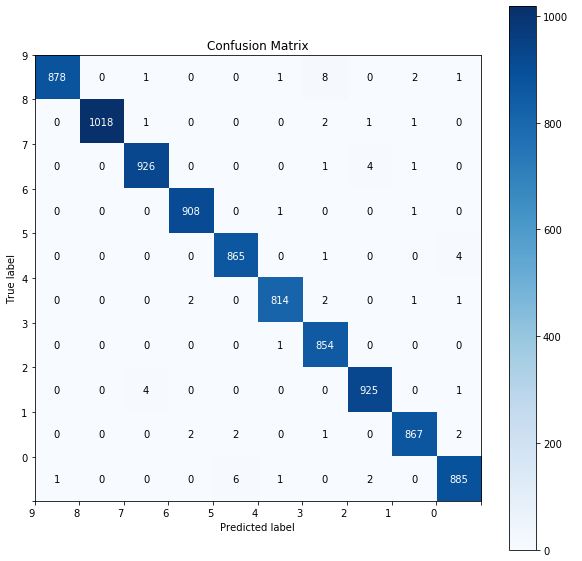 Confusion Matrix
9
878 0 1 0 0 1 8 0 2 1
8
0 1018 1 0 0 0 2 1 1 0
7
0 0 926 0 0 0 1 4 1 0
6
0 0 0 908 0 1 0 0 1 0
5
0 0 0 0 865 0 1 0 0 4
4
0 0 0 2 0 814 2 0 1 1
3
0 0 0 0 0 1 854 0 0 0
2
0 0 4 0 0 0 0 925 0 1
1
0 0 0 2 2 0 1 0 867 2
0
1 0 0 0 6 1 0 2 0 885
9 8 7 6 5 4 3 2 1 0
Predicted label
True label
1000
800
600
400
200
0